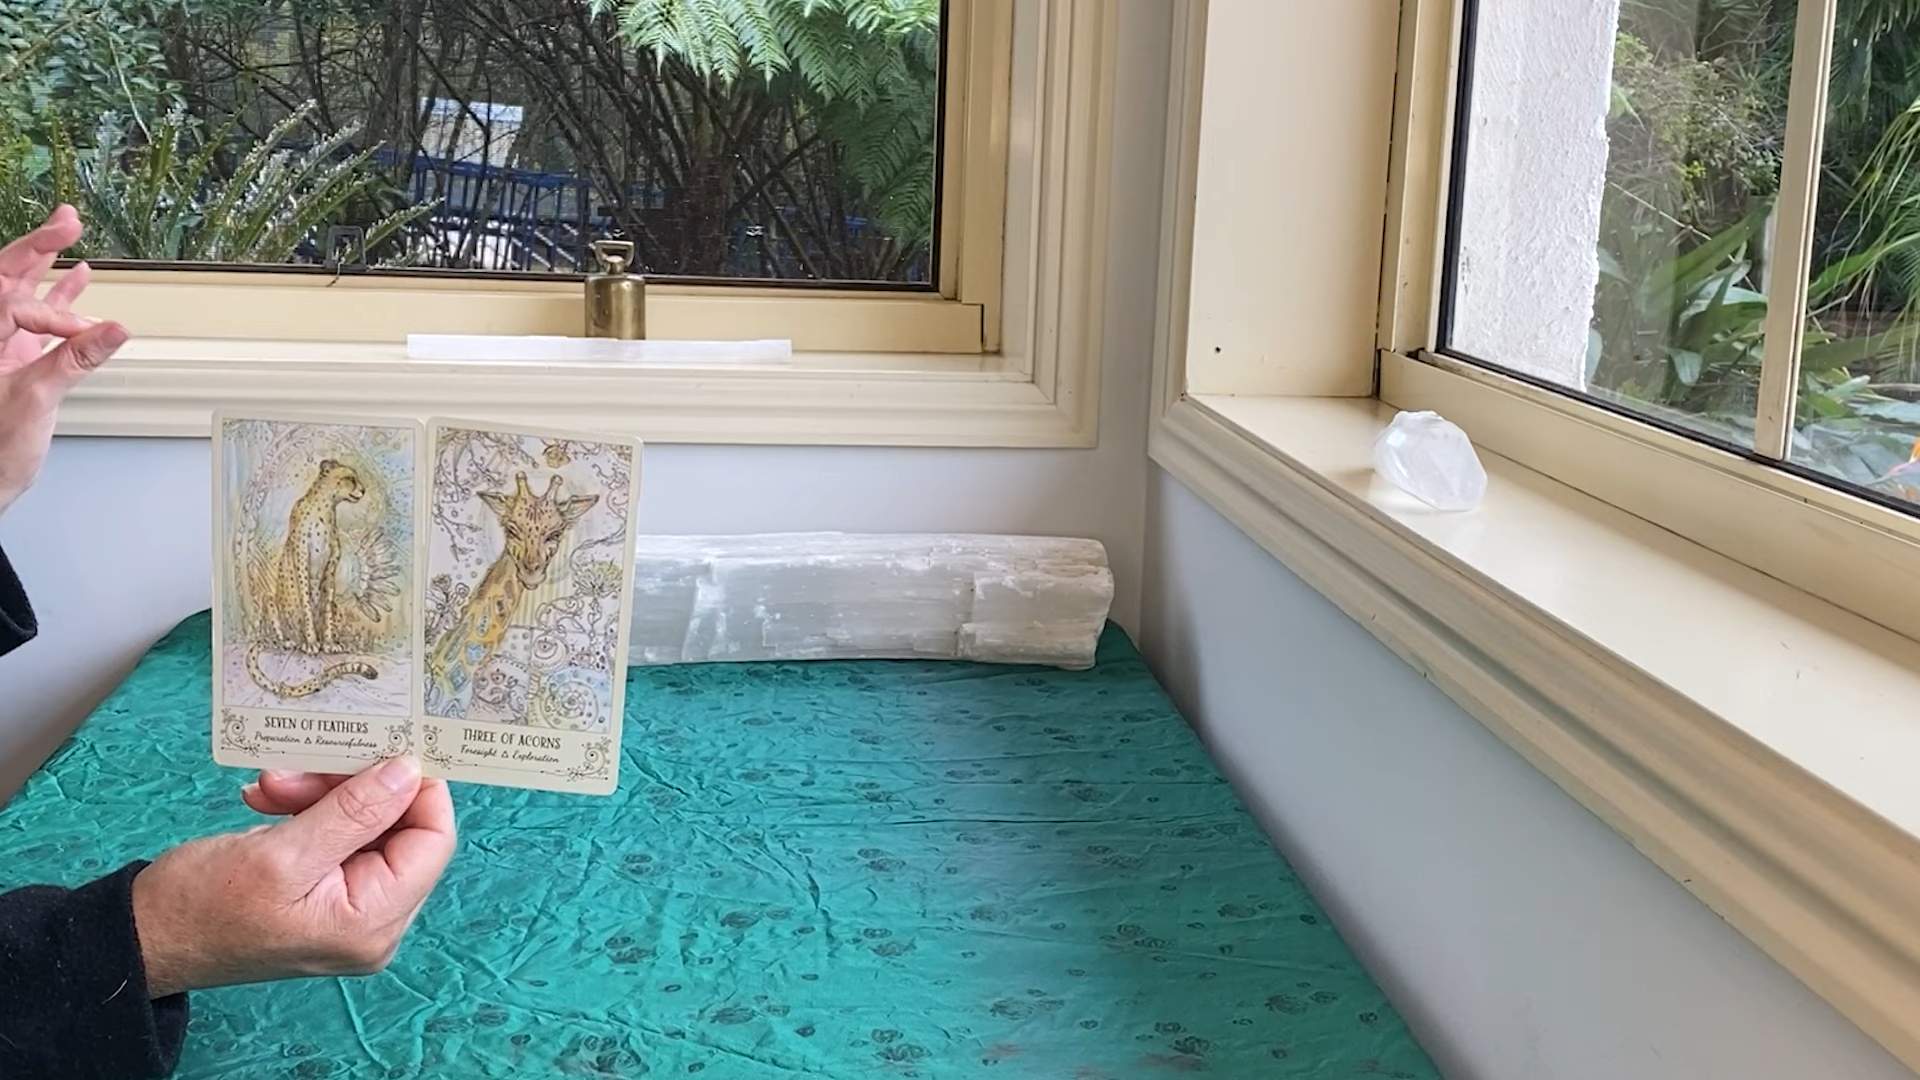 SEVEN OF FEATHERS
Preparation Δ Resourcefulness
THREE OF ACORNS
Foresight Δ Exploration